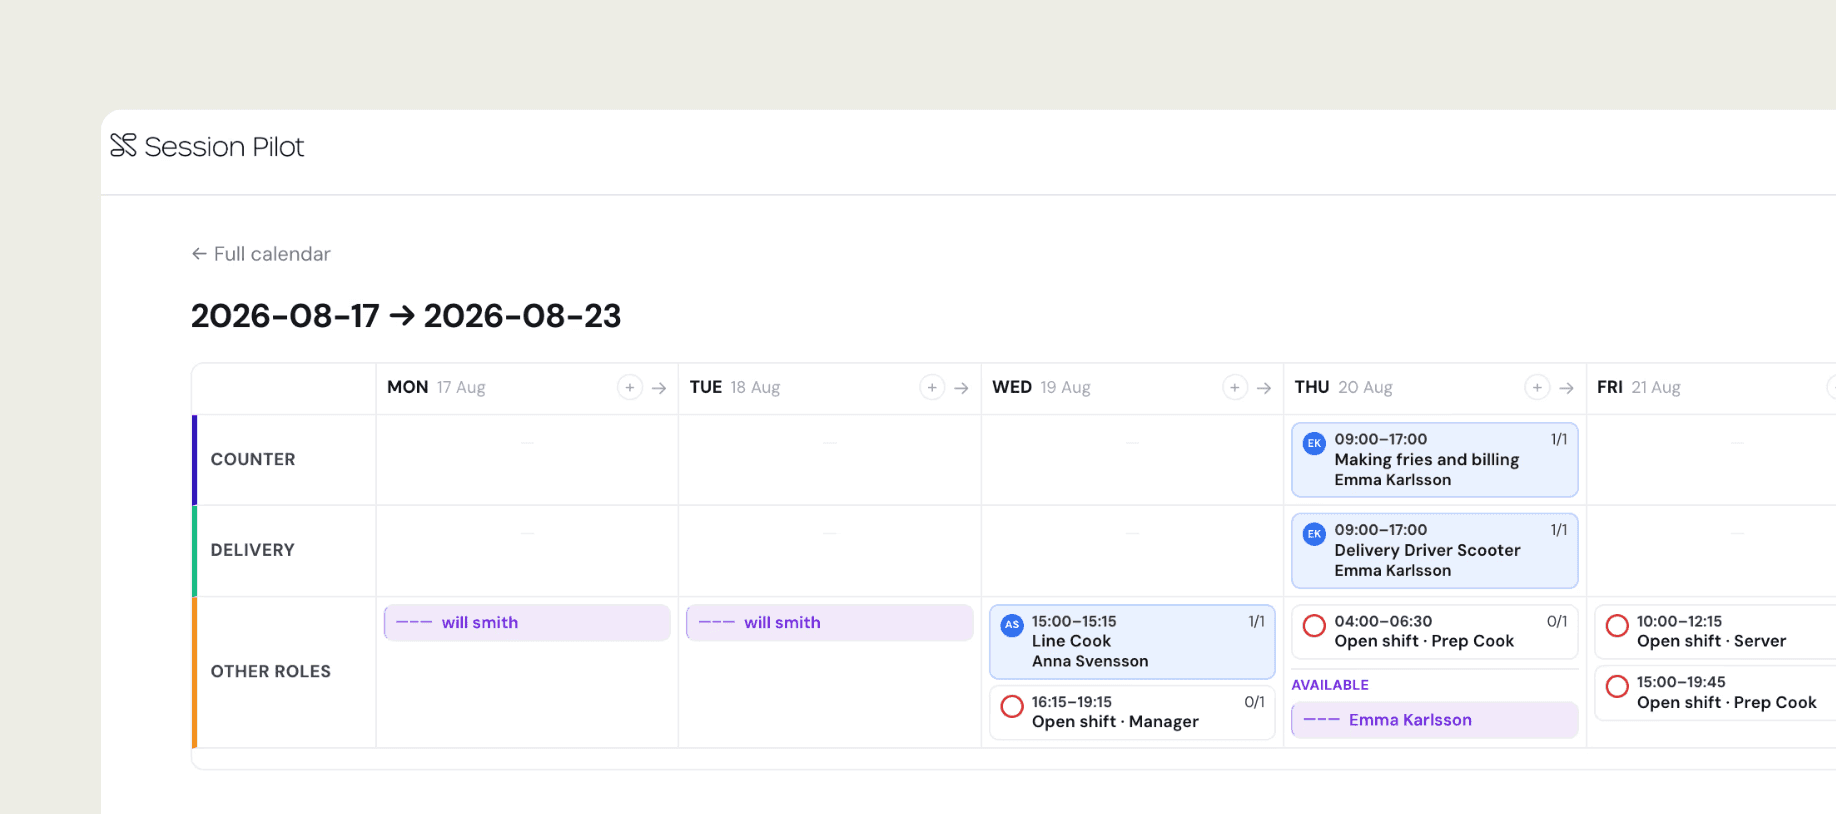 Session Pilot
← Full calendar
2026-08-17 → 2026-08-23
MON 17 Aug + →
TUE 18 Aug + →
WED 19 Aug + →
THU 20 Aug + →
FRI 21 Aug
COUNTER
—
—
—
EK 09:00–17:00 1/1
Making fries and billing
Emma Karlsson
—
DELIVERY
—
—
—
EK 09:00–17:00 1/1
Delivery Driver Scooter
Emma Karlsson
—
OTHER ROLES
––– will smith
––– will smith
AS 15:00–15:15 1/1
Line Cook
Anna Svensson
16:15–19:15 0/1
Open shift · Manager
04:00–06:30 0/1
Open shift · Prep Cook
AVAILABLE
––– Emma Karlsson
10:00–12:15
Open shift · Server
15:00–19:45
Open shift · Prep Cook